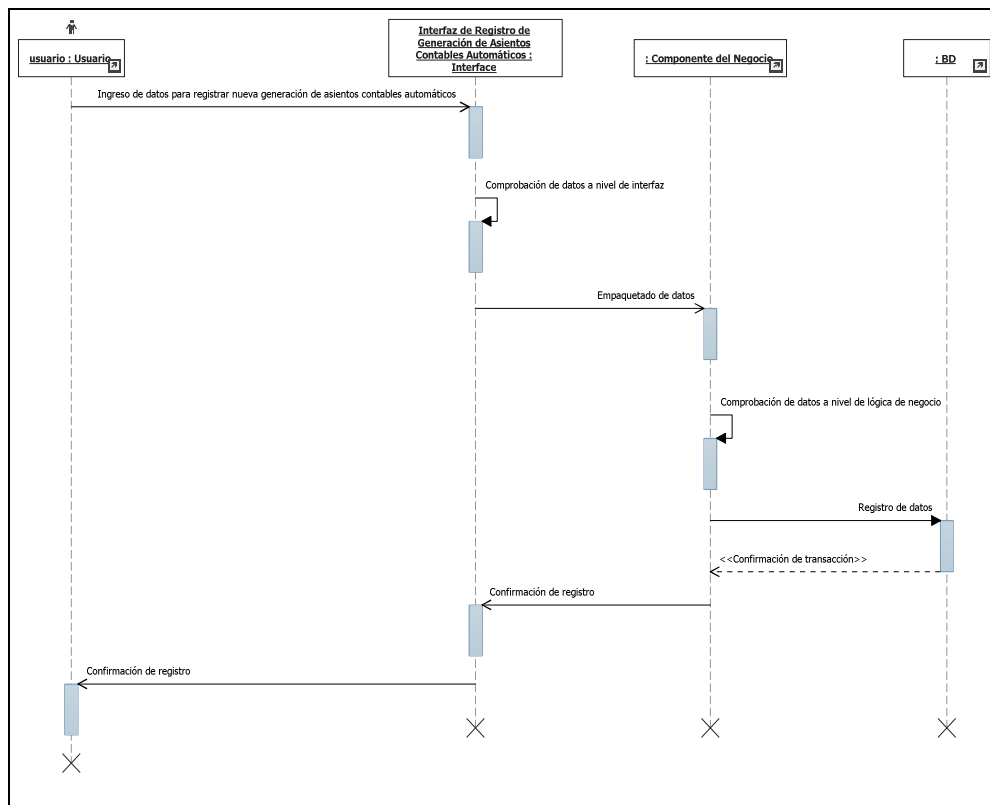 usuario : Usuario
Interfaz de Registro de
Generación de Asientos
Contables Automáticos :
Interface
: Componente del Negocio
: BD
Ingreso de datos para registrar nueva generación de asientos contables automáticos
Comprobación de datos a nivel de interfaz
Empaquetado de datos
Comprobación de datos a nivel de lógica de negocio
Registro de datos
<<Confirmación de transacción>>
Confirmación de registro
Confirmación de registro